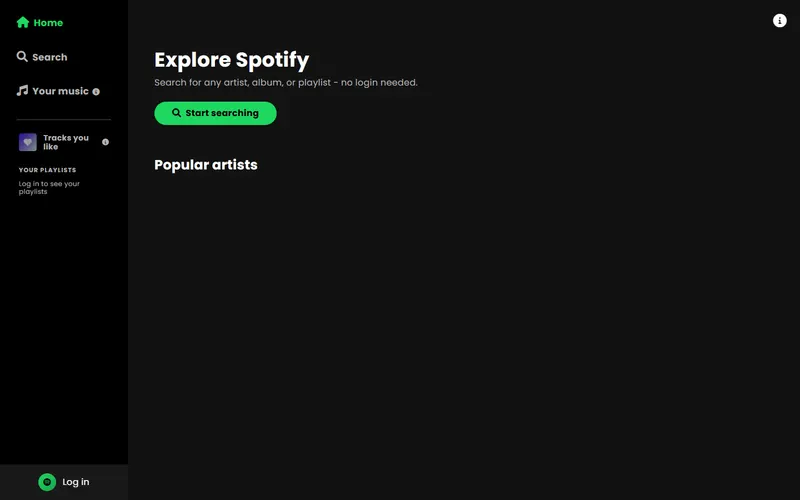 Home
Search
Your music
Tracks you
like
YOUR PLAYLISTS
Log in to see your
playlists
Log in
Explore Spotify
Search for any artist, album, or playlist - no login needed.
Start searching
Popular artists